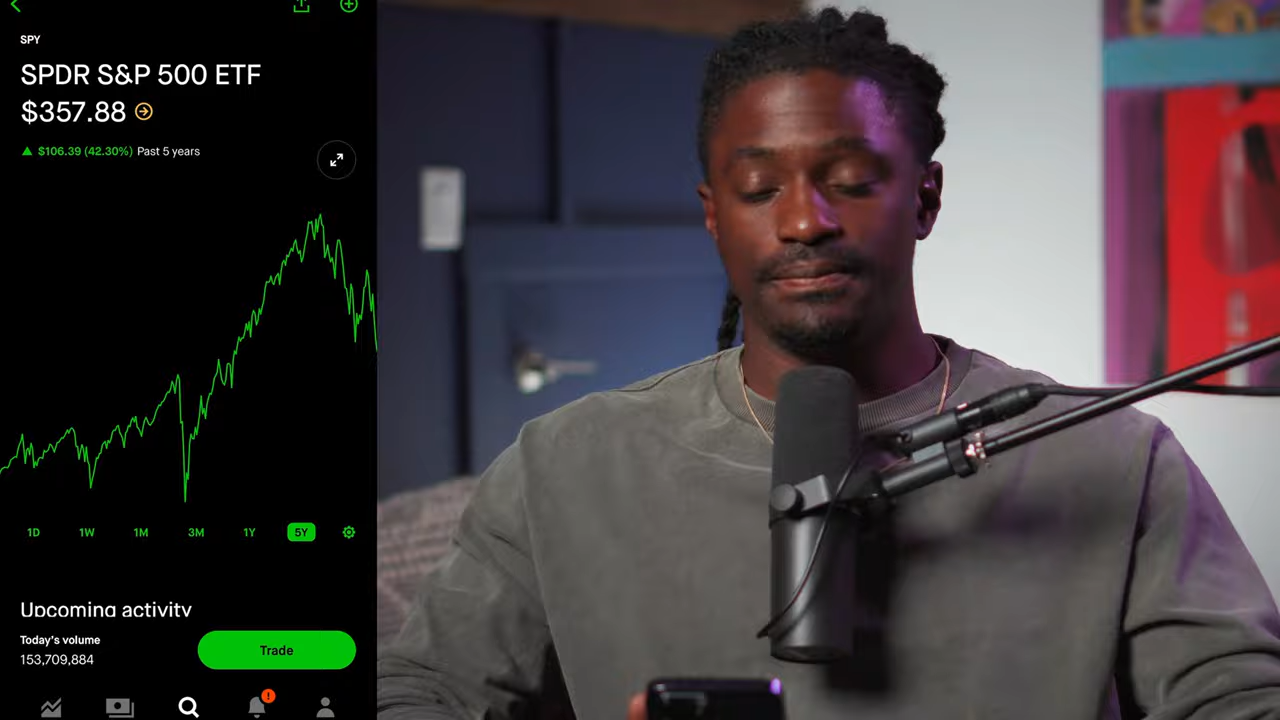 SPY
SPDR S&P 500 ETF
$357.88
$106.39 (42.30%) Past 5 years
1D 1W 1M 3M 1Y 5Y
Upcoming activity
Today's volume
153,709,884
Trade
!